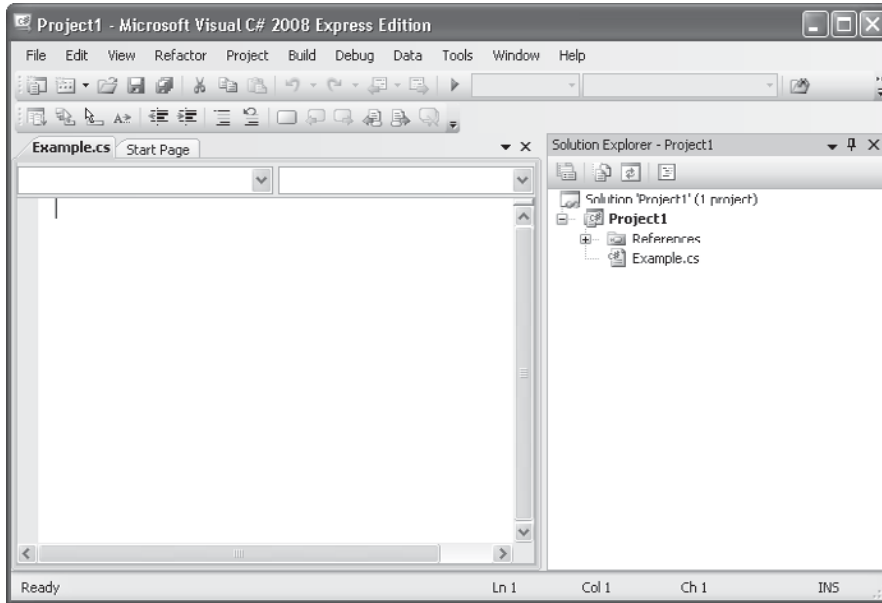 Project1 - Microsoft Visual C# 2008 Express Edition
File Edit View Refactor Project Build Debug Data Tools Window Help
Example.cs Start Page
Solution Explorer - Project1
Solution 'Project1' (1 project)
Project1
References
Example.cs
Ready Ln 1 Col 1 Ch 1 INS